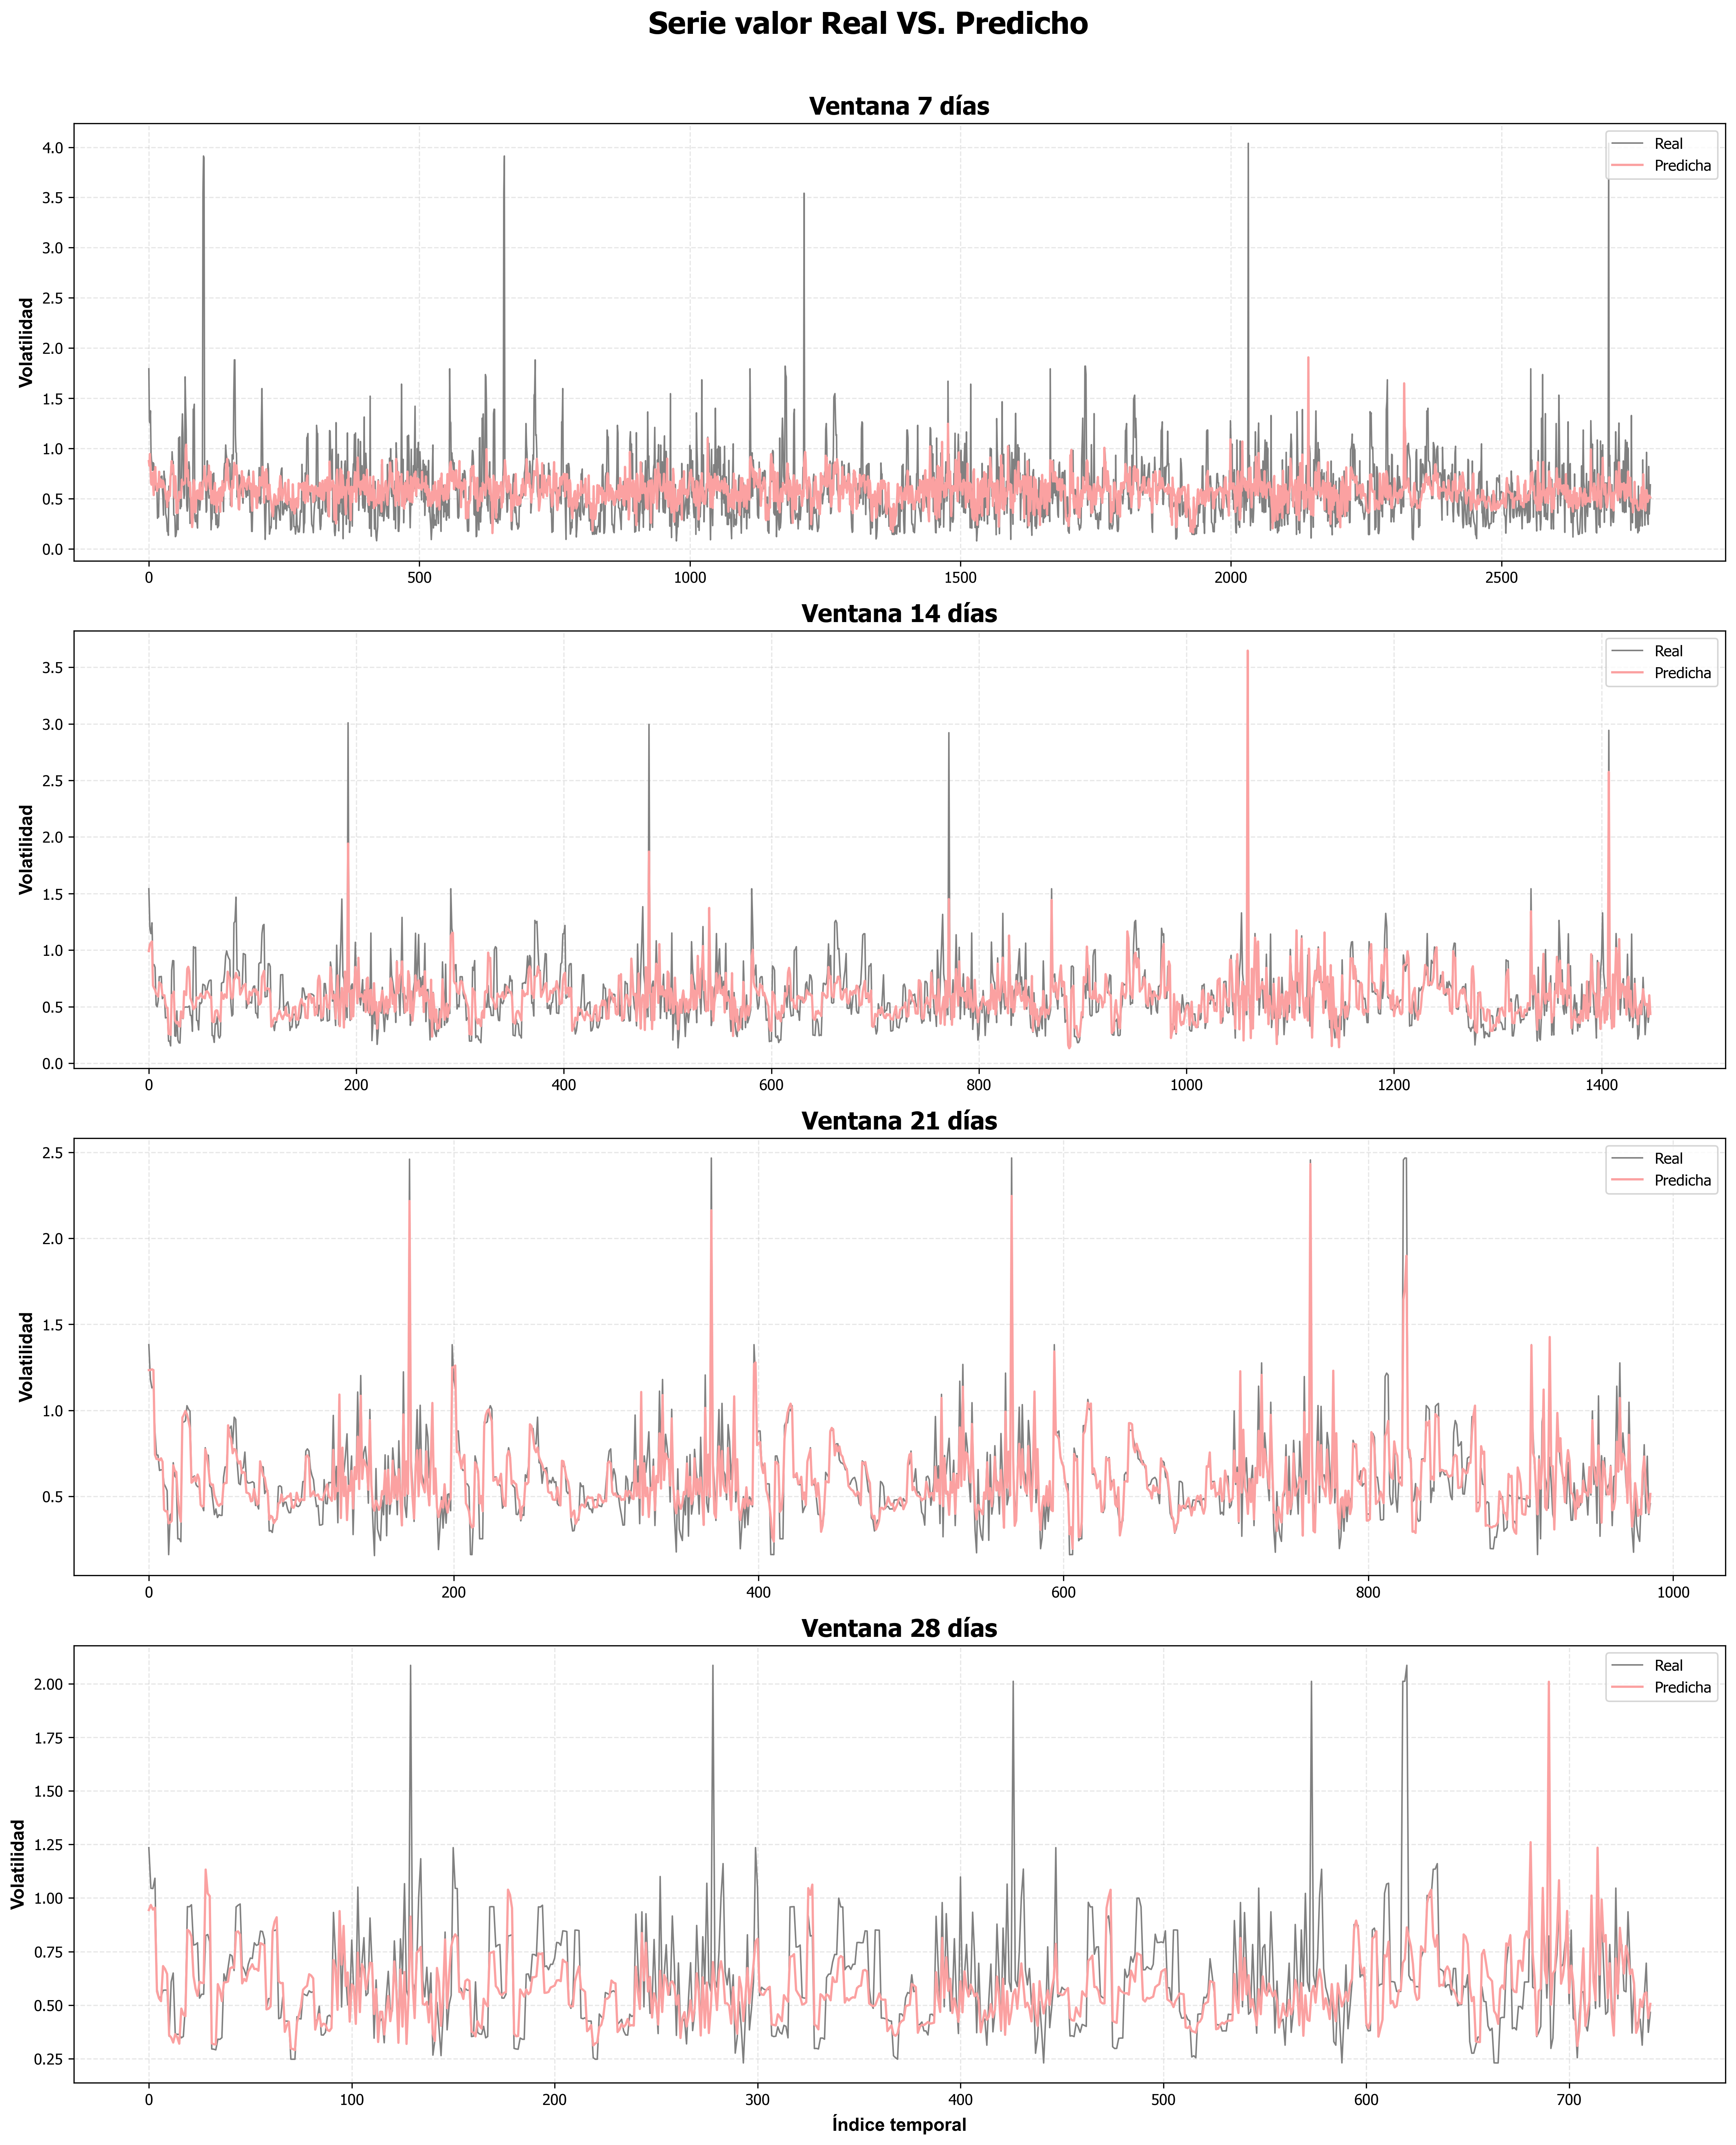 Serie valor Real VS. Predicho
Ventana 7 días
Volatilidad
4.0
3.5
3.0
2.5
2.0
1.5
1.0
0.5
0.0
Real
Predicha
0 500 1000 1500 2000 2500
Ventana 14 días
Volatilidad
3.5
3.0
2.5
2.0
1.5
1.0
0.5
0.0
Real
Predicha
0 200 400 600 800 1000 1200 1400
Ventana 21 días
Volatilidad
2.5
2.0
1.5
1.0
0.5
Real
Predicha
0 200 400 600 800 1000
Ventana 28 días
Volatilidad
2.00
1.75
1.50
1.25
1.00
0.75
0.50
0.25
Real
Predicha
0 100 200 300 400 500 600 700
Índice temporal